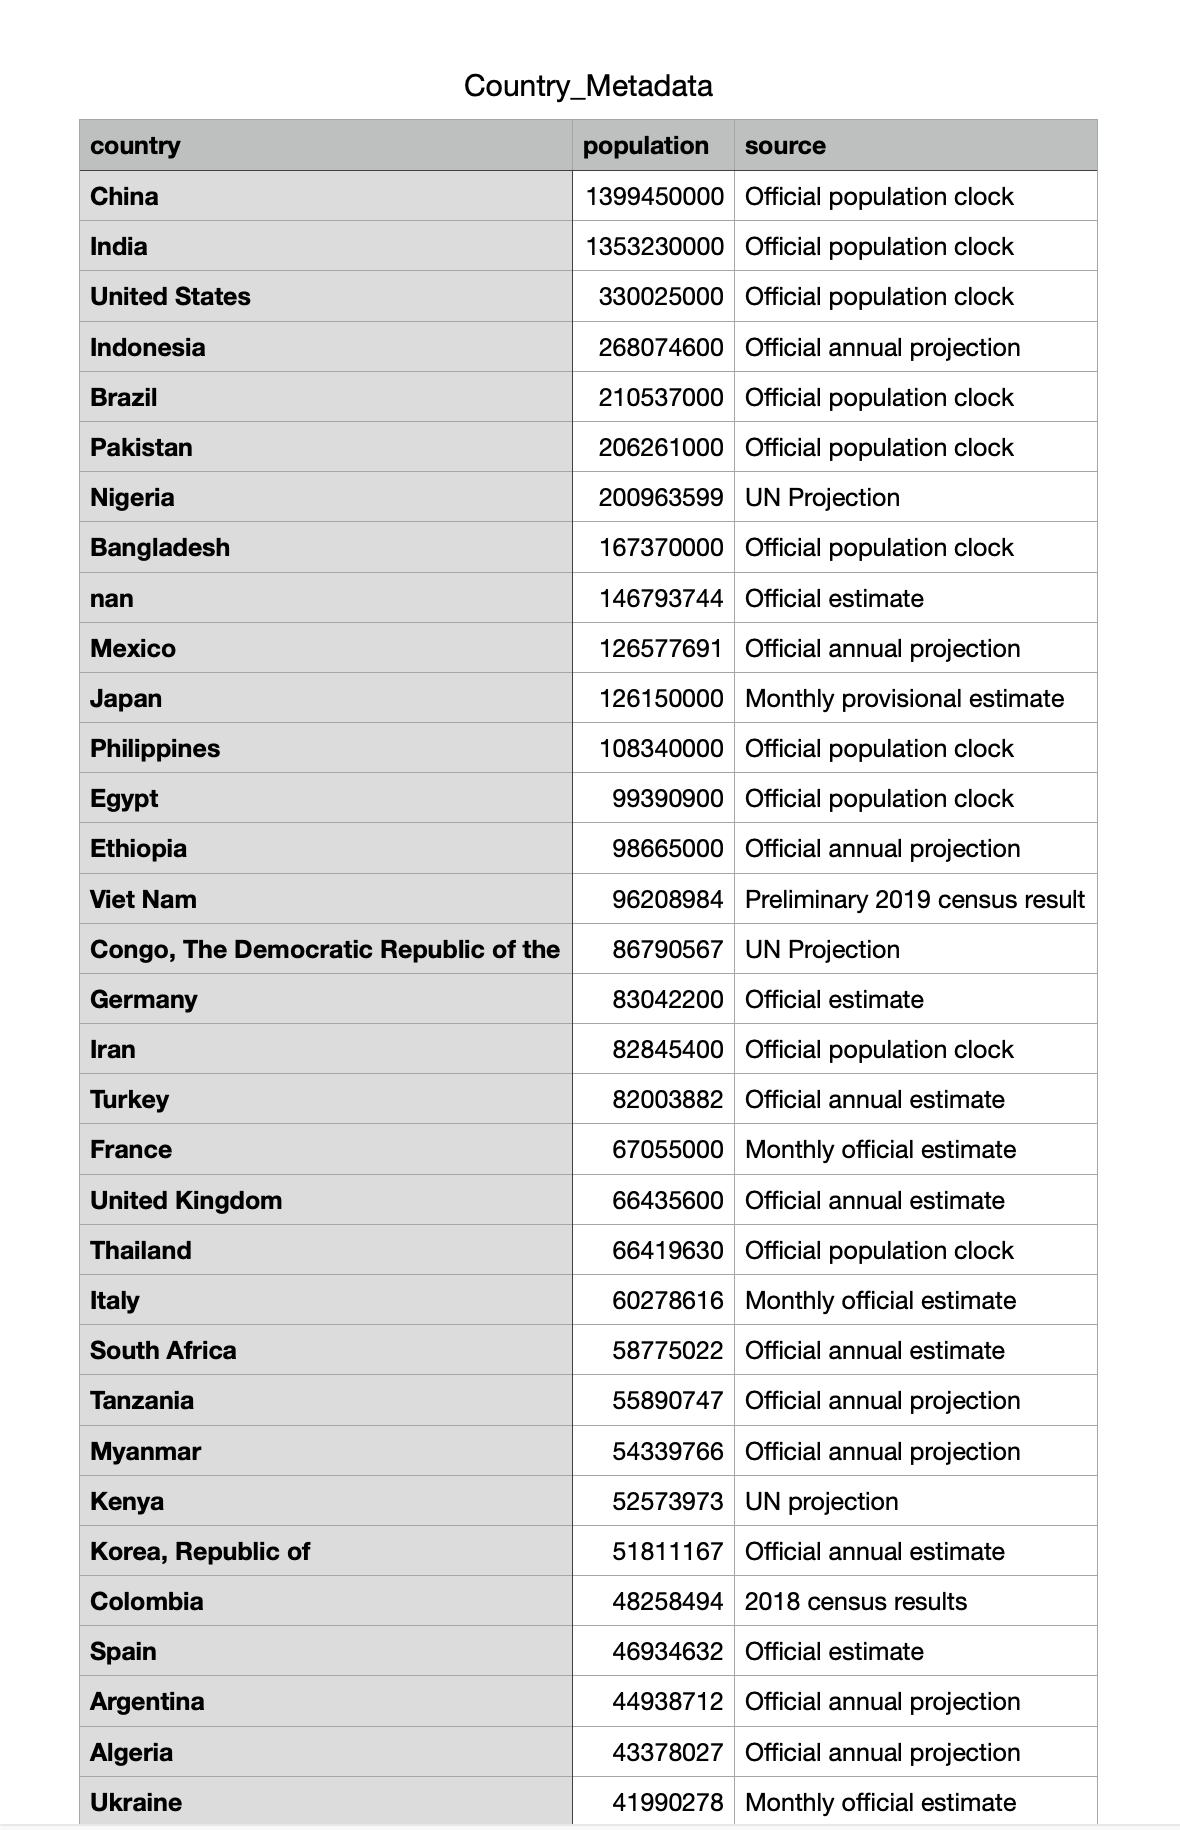 Country_Metadata
country population source
China 1399450000 Official population clock
India 1353230000 Official population clock
United States 330025000 Official population clock
Indonesia 268074600 Official annual projection
Brazil 210537000 Official population clock
Pakistan 206261000 Official population clock
Nigeria 200963599 UN Projection
Bangladesh 167370000 Official population clock
nan 146793744 Official estimate
Mexico 126577691 Official annual projection
Japan 126150000 Monthly provisional estimate
Philippines 108340000 Official population clock
Egypt 99390900 Official population clock
Ethiopia 98665000 Official annual projection
Viet Nam 96208984 Preliminary 2019 census result
Congo, The Democratic Republic of the 86790567 UN Projection
Germany 83042200 Official estimate
Iran 82845400 Official population clock
Turkey 82003882 Official annual estimate
France 67055000 Monthly official estimate
United Kingdom 66435600 Official annual estimate
Thailand 66419630 Official population clock
Italy 60278616 Monthly official estimate
South Africa 58775022 Official annual estimate
Tanzania 55890747 Official annual projection
Myanmar 54339766 Official annual projection
Kenya 52573973 UN projection
Korea, Republic of 51811167 Official annual estimate
Colombia 48258494 2018 census results
Spain 46934632 Official estimate
Argentina 44938712 Official annual projection
Algeria 43378027 Official annual projection
Ukraine 41990278 Monthly official estimate